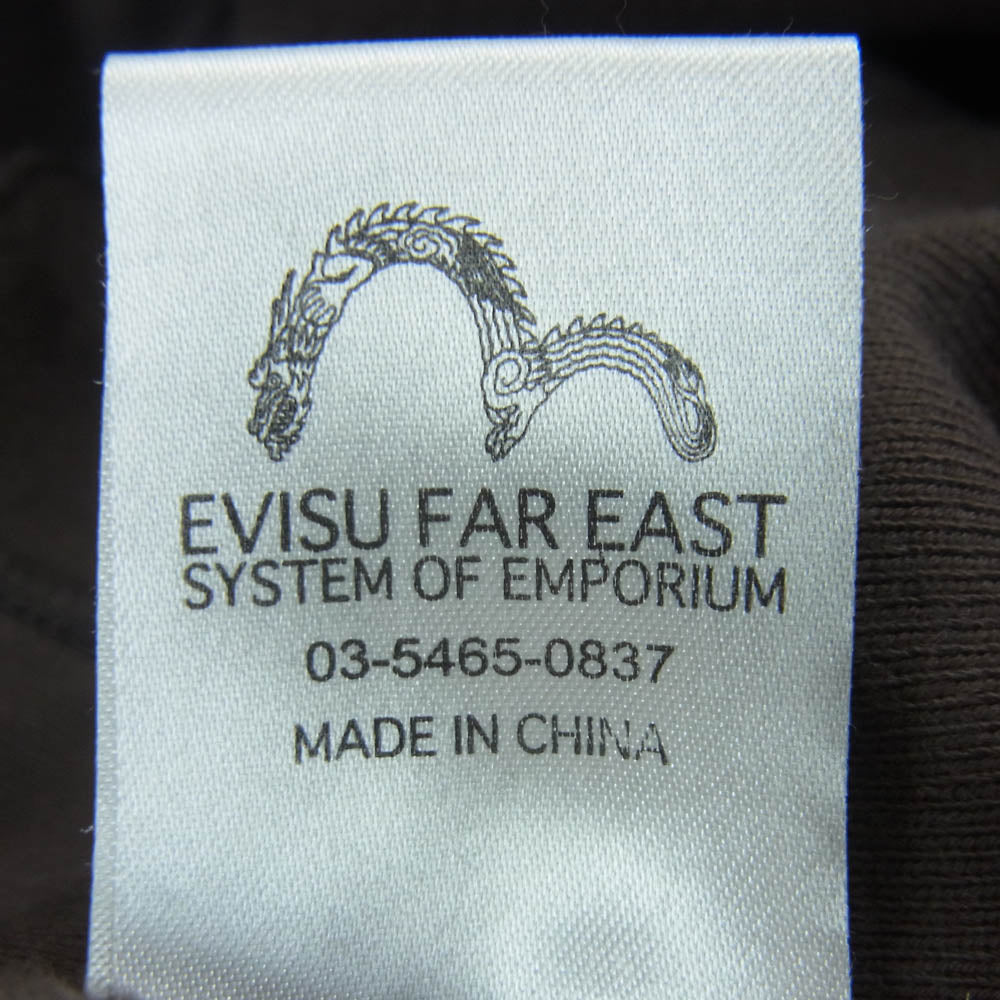 EVISU FAR EAST
SYSTEM OF EMPORIUM
03-5465-0837
MADE IN CHINA